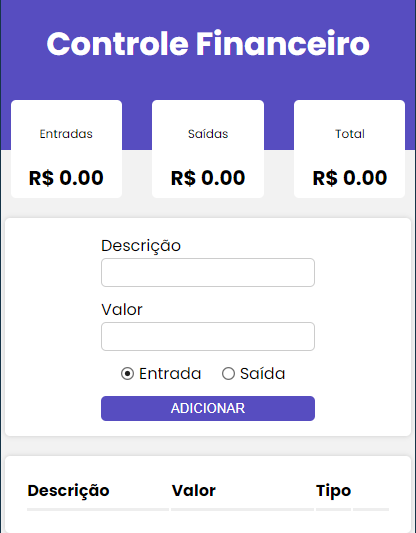 Controle Financeiro
Entradas Saídas Total
R$ 0.00 R$ 0.00 R$ 0.00
Descrição
Valor
Entrada Saída
ADICIONAR
Descrição Valor Tipo